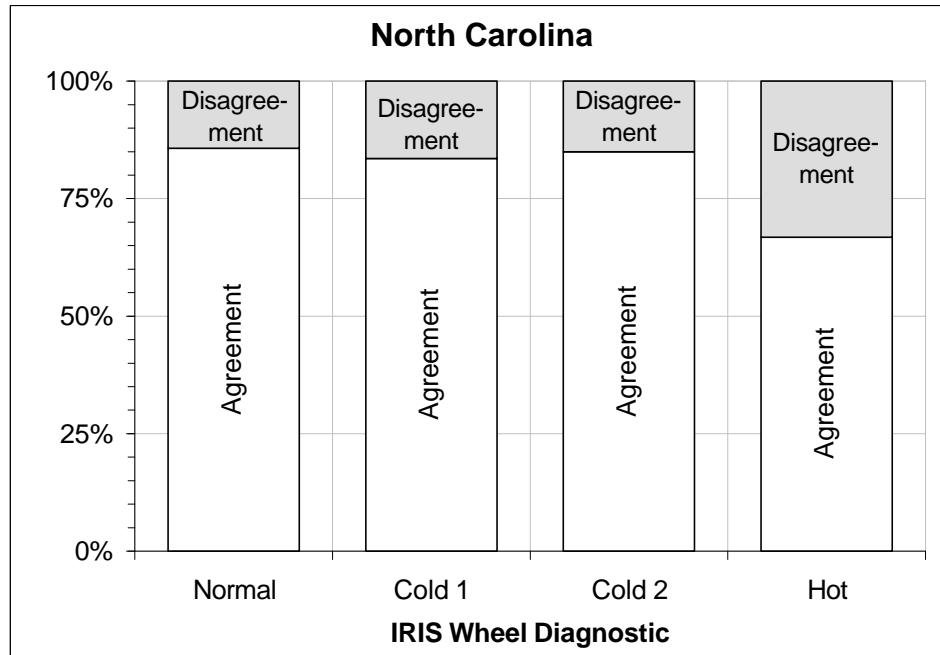 North Carolina
100%
75%
50%
25%
0%
Disagree-
ment
Disagree-
ment
Disagree-
ment
Disagree-
ment
Agreement
Agreement
Agreement
Agreement
Normal
Cold 1
Cold 2
Hot
IRIS Wheel Diagnostic